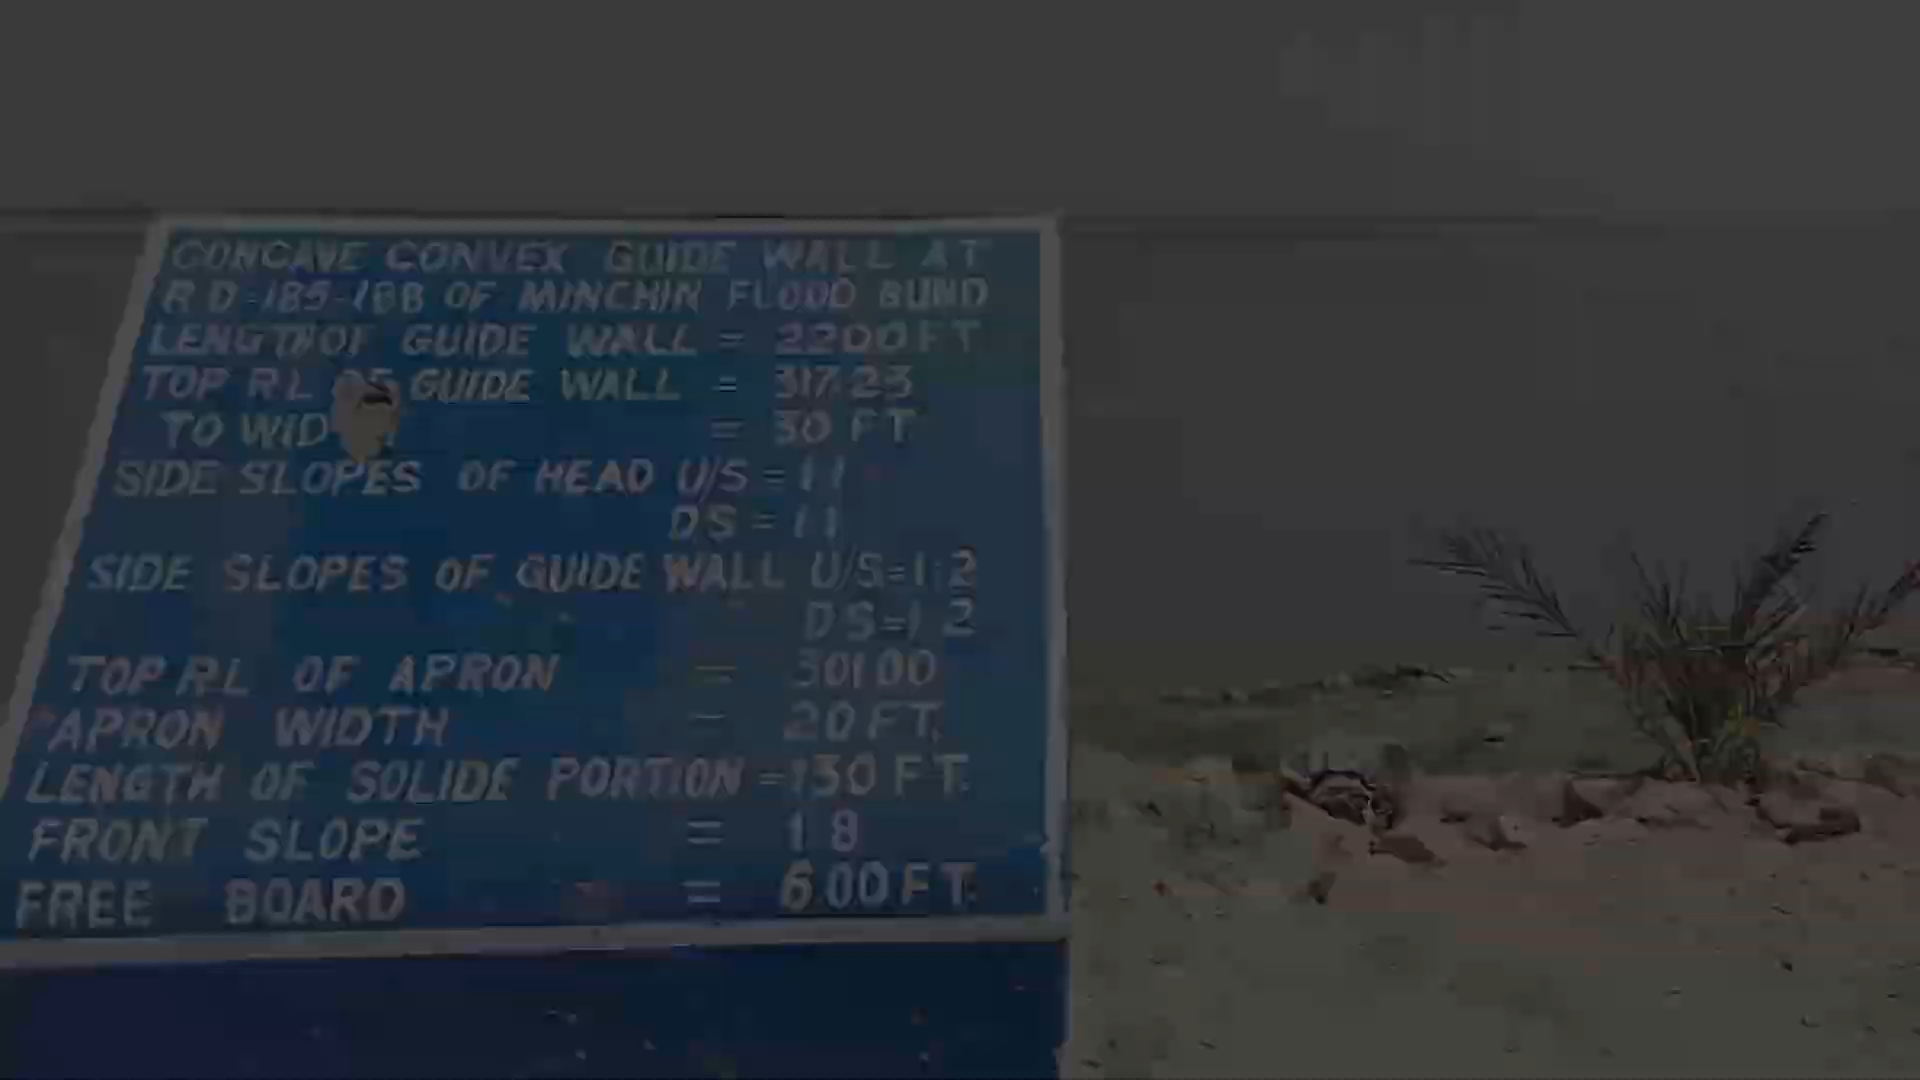 CONCAVE CONVEX GUIDE WALL AT
R D-185-188 OF MINCHIN FLOOD BUND
LENGTH OF GUIDE WALL = 2200 FT
TOP R L OF GUIDE WALL = 317.23
TO WID = 30 FT
SIDE SLOPES OF HEAD U/S = 1 1
DS = 1 1
SIDE SLOPES OF GUIDE WALL U/S=1:2
DS=1 2
TOP R.L OF APRON = 301.00
APRON WIDTH = 20 FT.
LENGTH OF SOLIDE PORTION =130 FT.
FRONT SLOPE = 1 8
FREE BOARD = 6.00 FT.